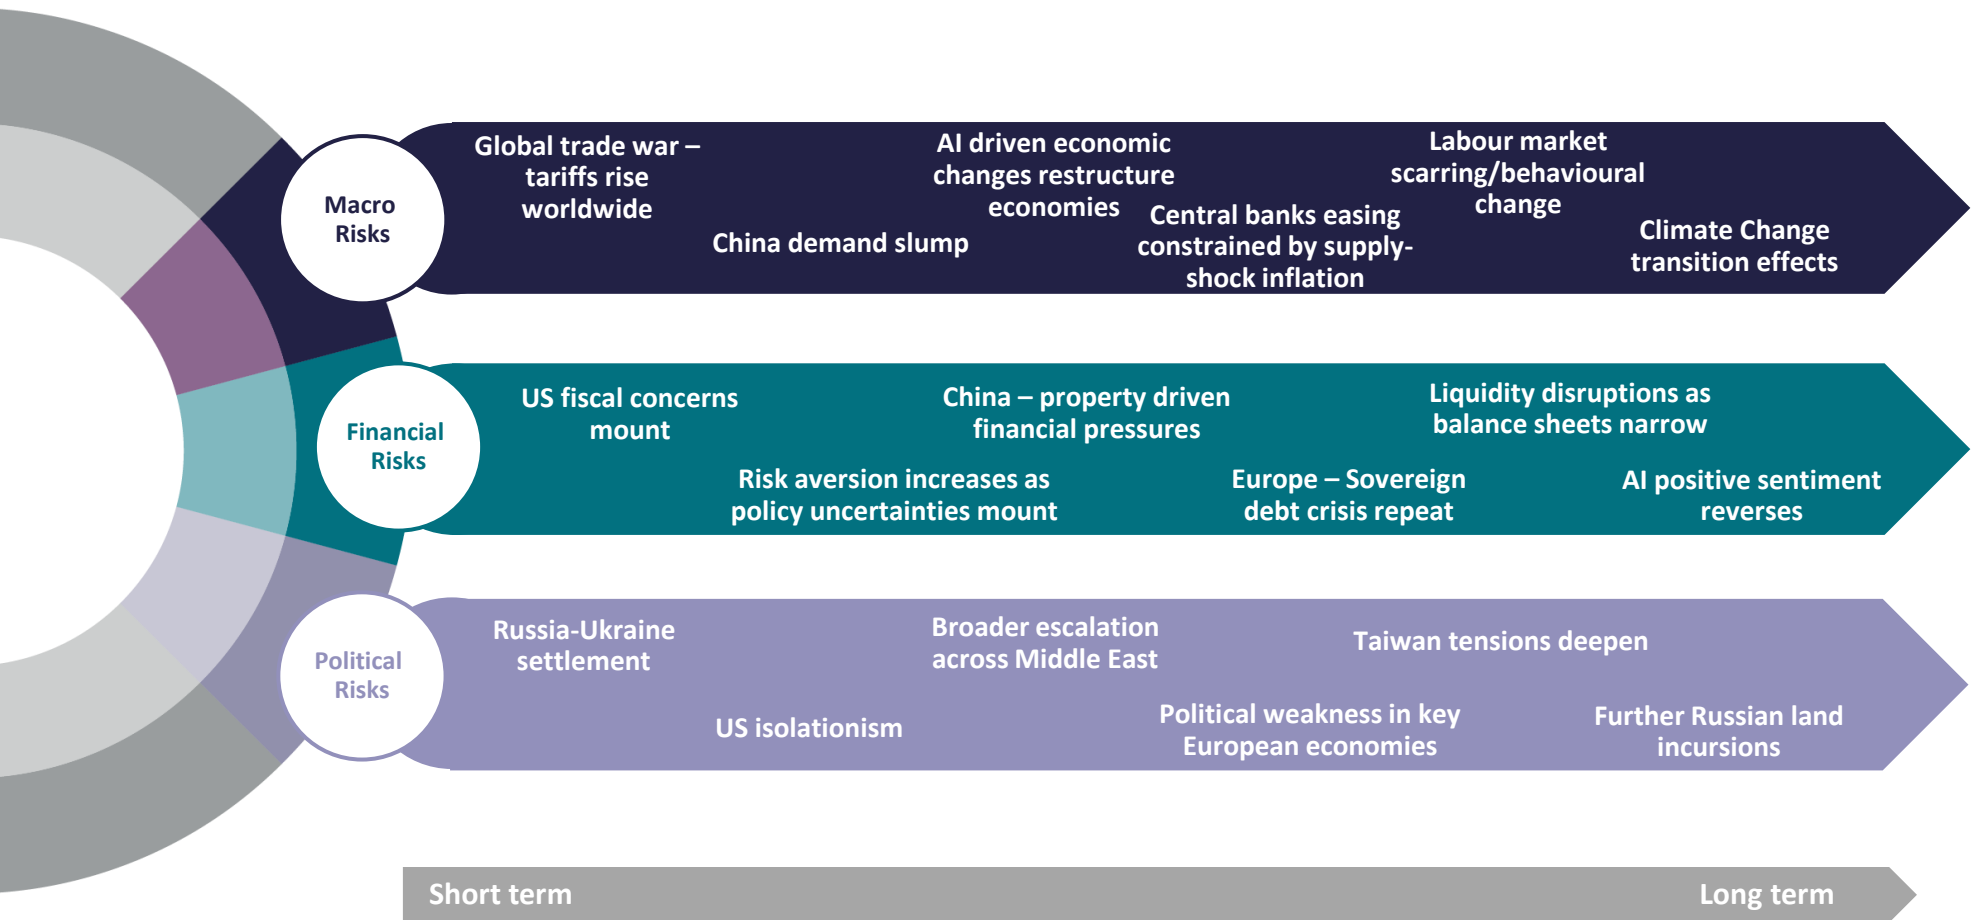 Macro
Risks
Global trade war –
tariffs rise
worldwide
China demand slump
AI driven economic
changes restructure
economies
Central banks easing
constrained by supply-
shock inflation
Labour market
scarring/behavioural
change
Climate Change
transition effects
Financial
Risks
US fiscal concerns
mount
Risk aversion increases as
policy uncertainties mount
China – property driven
financial pressures
Europe – Sovereign
debt crisis repeat
Liquidity disruptions as
balance sheets narrow
AI positive sentiment
reverses
Political
Risks
Russia-Ukraine
settlement
US isolationism
Broader escalation
across Middle East
Political weakness in key
European economies
Taiwan tensions deepen
Further Russian land
incursions
Short term
Long term